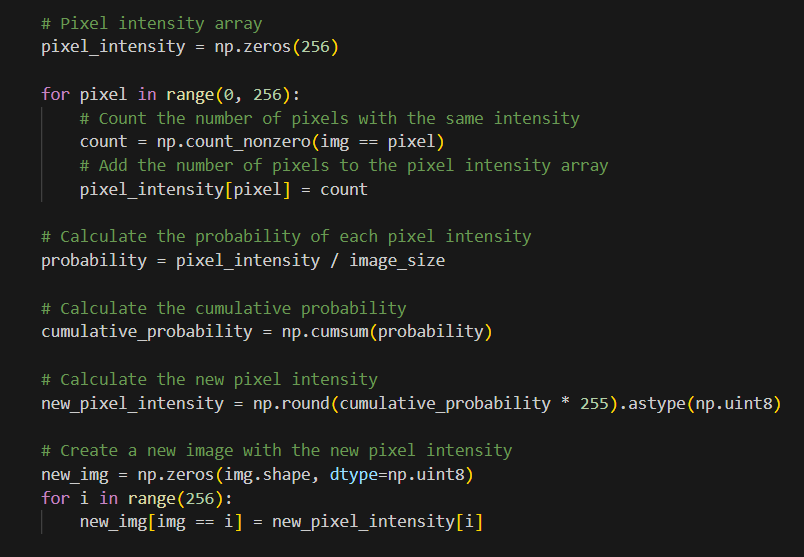 # Pixel intensity array
pixel_intensity = np.zeros(256)
for pixel in range(0, 256):
# Count the number of pixels with the same intensity
count = np.count_nonzero(img == pixel)
# Add the number of pixels to the pixel intensity array
pixel_intensity[pixel] = count
# Calculate the probability of each pixel intensity
probability = pixel_intensity / image_size
# Calculate the cumulative probability
cumulative_probability = np.cumsum(probability)
# Calculate the new pixel intensity
new_pixel_intensity = np.round(cumulative_probability * 255).astype(np.uint8)
# Create a new image with the new pixel intensity
new_img = np.zeros(img.shape, dtype=np.uint8)
for i in range(256):
new_img[img == i] = new_pixel_intensity[i]